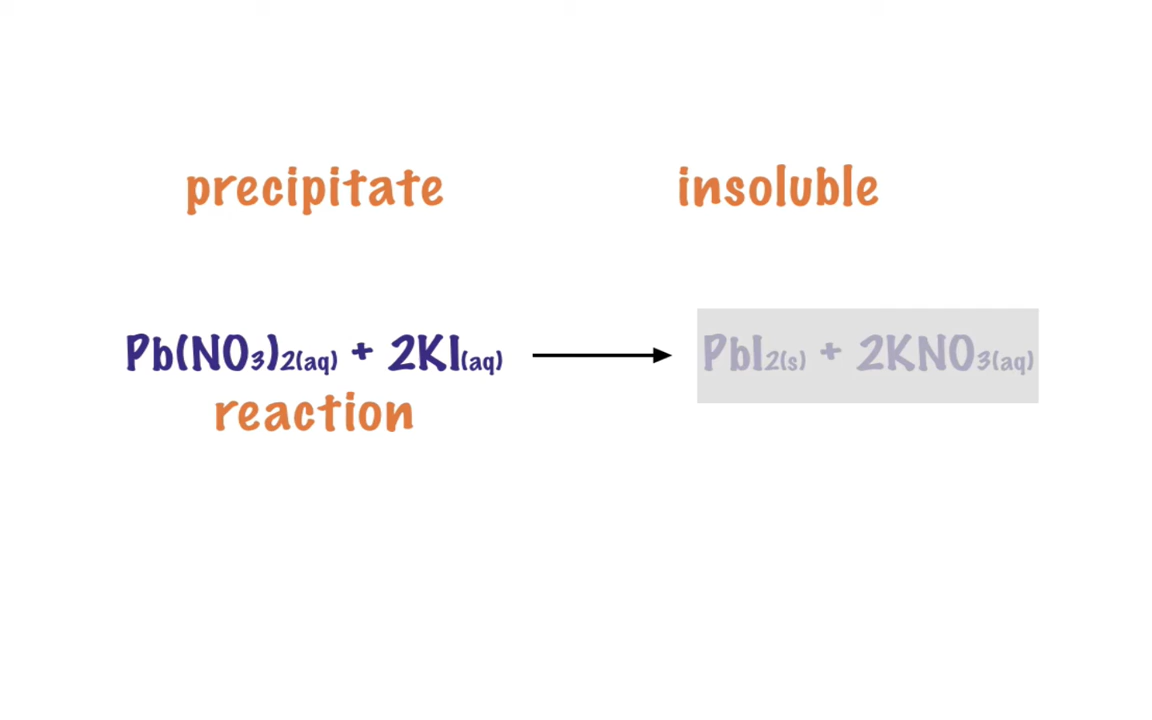 precipitate
insoluble
Pb(NO₃)₂(aq) + 2KI(aq) ⟶ PbI₂(s) + 2KNO₃(aq)
reaction